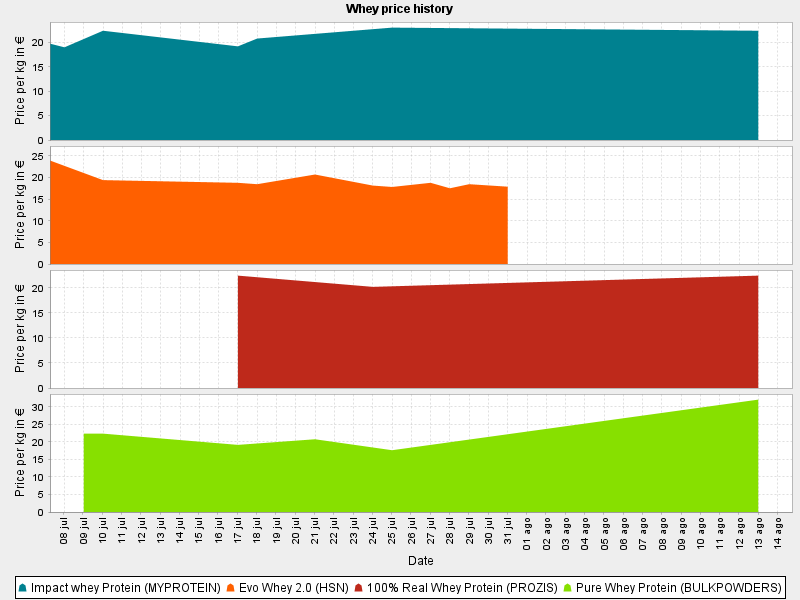 Whey price history
Price per kg in €
20
15
10
5
0
Price per kg in €
25
20
15
10
5
0
Price per kg in €
20
15
10
5
0
Price per kg in €
30
25
20
15
10
5
0
08 jul
09 jul
10 jul
11 jul
12 jul
13 jul
14 jul
15 jul
16 jul
17 jul
18 jul
19 jul
20 jul
21 jul
22 jul
23 jul
24 jul
25 jul
26 jul
27 jul
28 jul
29 jul
30 jul
31 jul
01 ago
02 ago
03 ago
04 ago
05 ago
06 ago
07 ago
08 ago
09 ago
10 ago
11 ago
12 ago
13 ago
14 ago
Date
Impact whey Protein (MYPROTEIN) Evo Whey 2.0 (HSN) 100% Real Whey Protein (PROZIS) Pure Whey Protein (BULKPOWDERS)